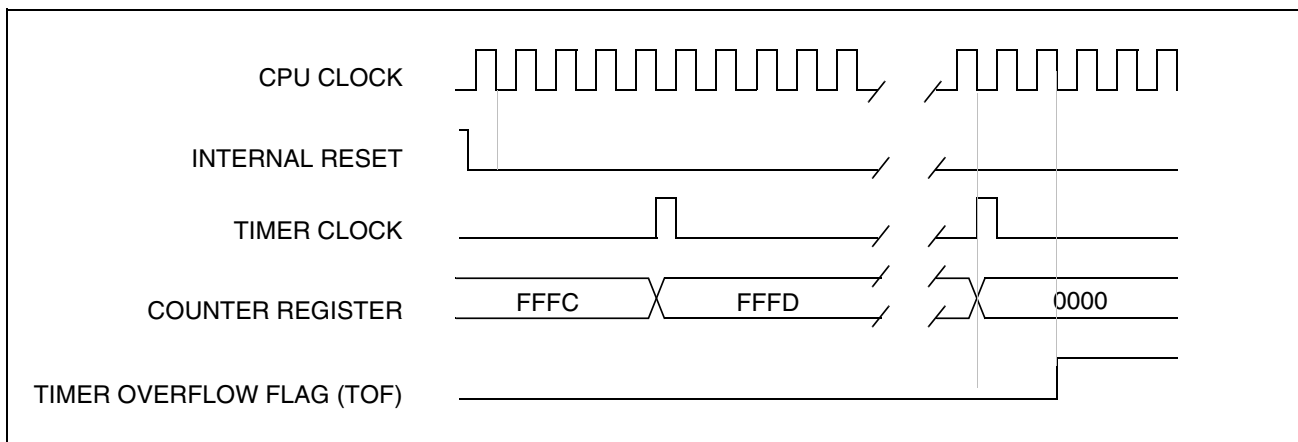 CPU CLOCK
INTERNAL RESET
TIMER CLOCK
COUNTER REGISTER FFFC FFFD 0000
TIMER OVERFLOW FLAG (TOF)